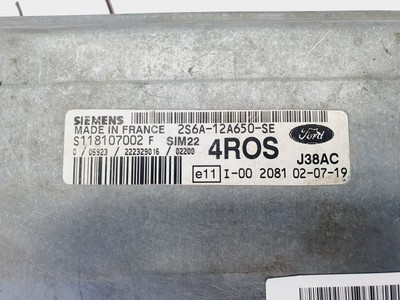 SIEMENS
MADE IN FRANCE 2S6A-12A650-SE
S118107002 F SIM22
0 / 05923 / 222329016 / 02200
4ROS
Ford
J38AC
e11 I-00 2081 02-07-19